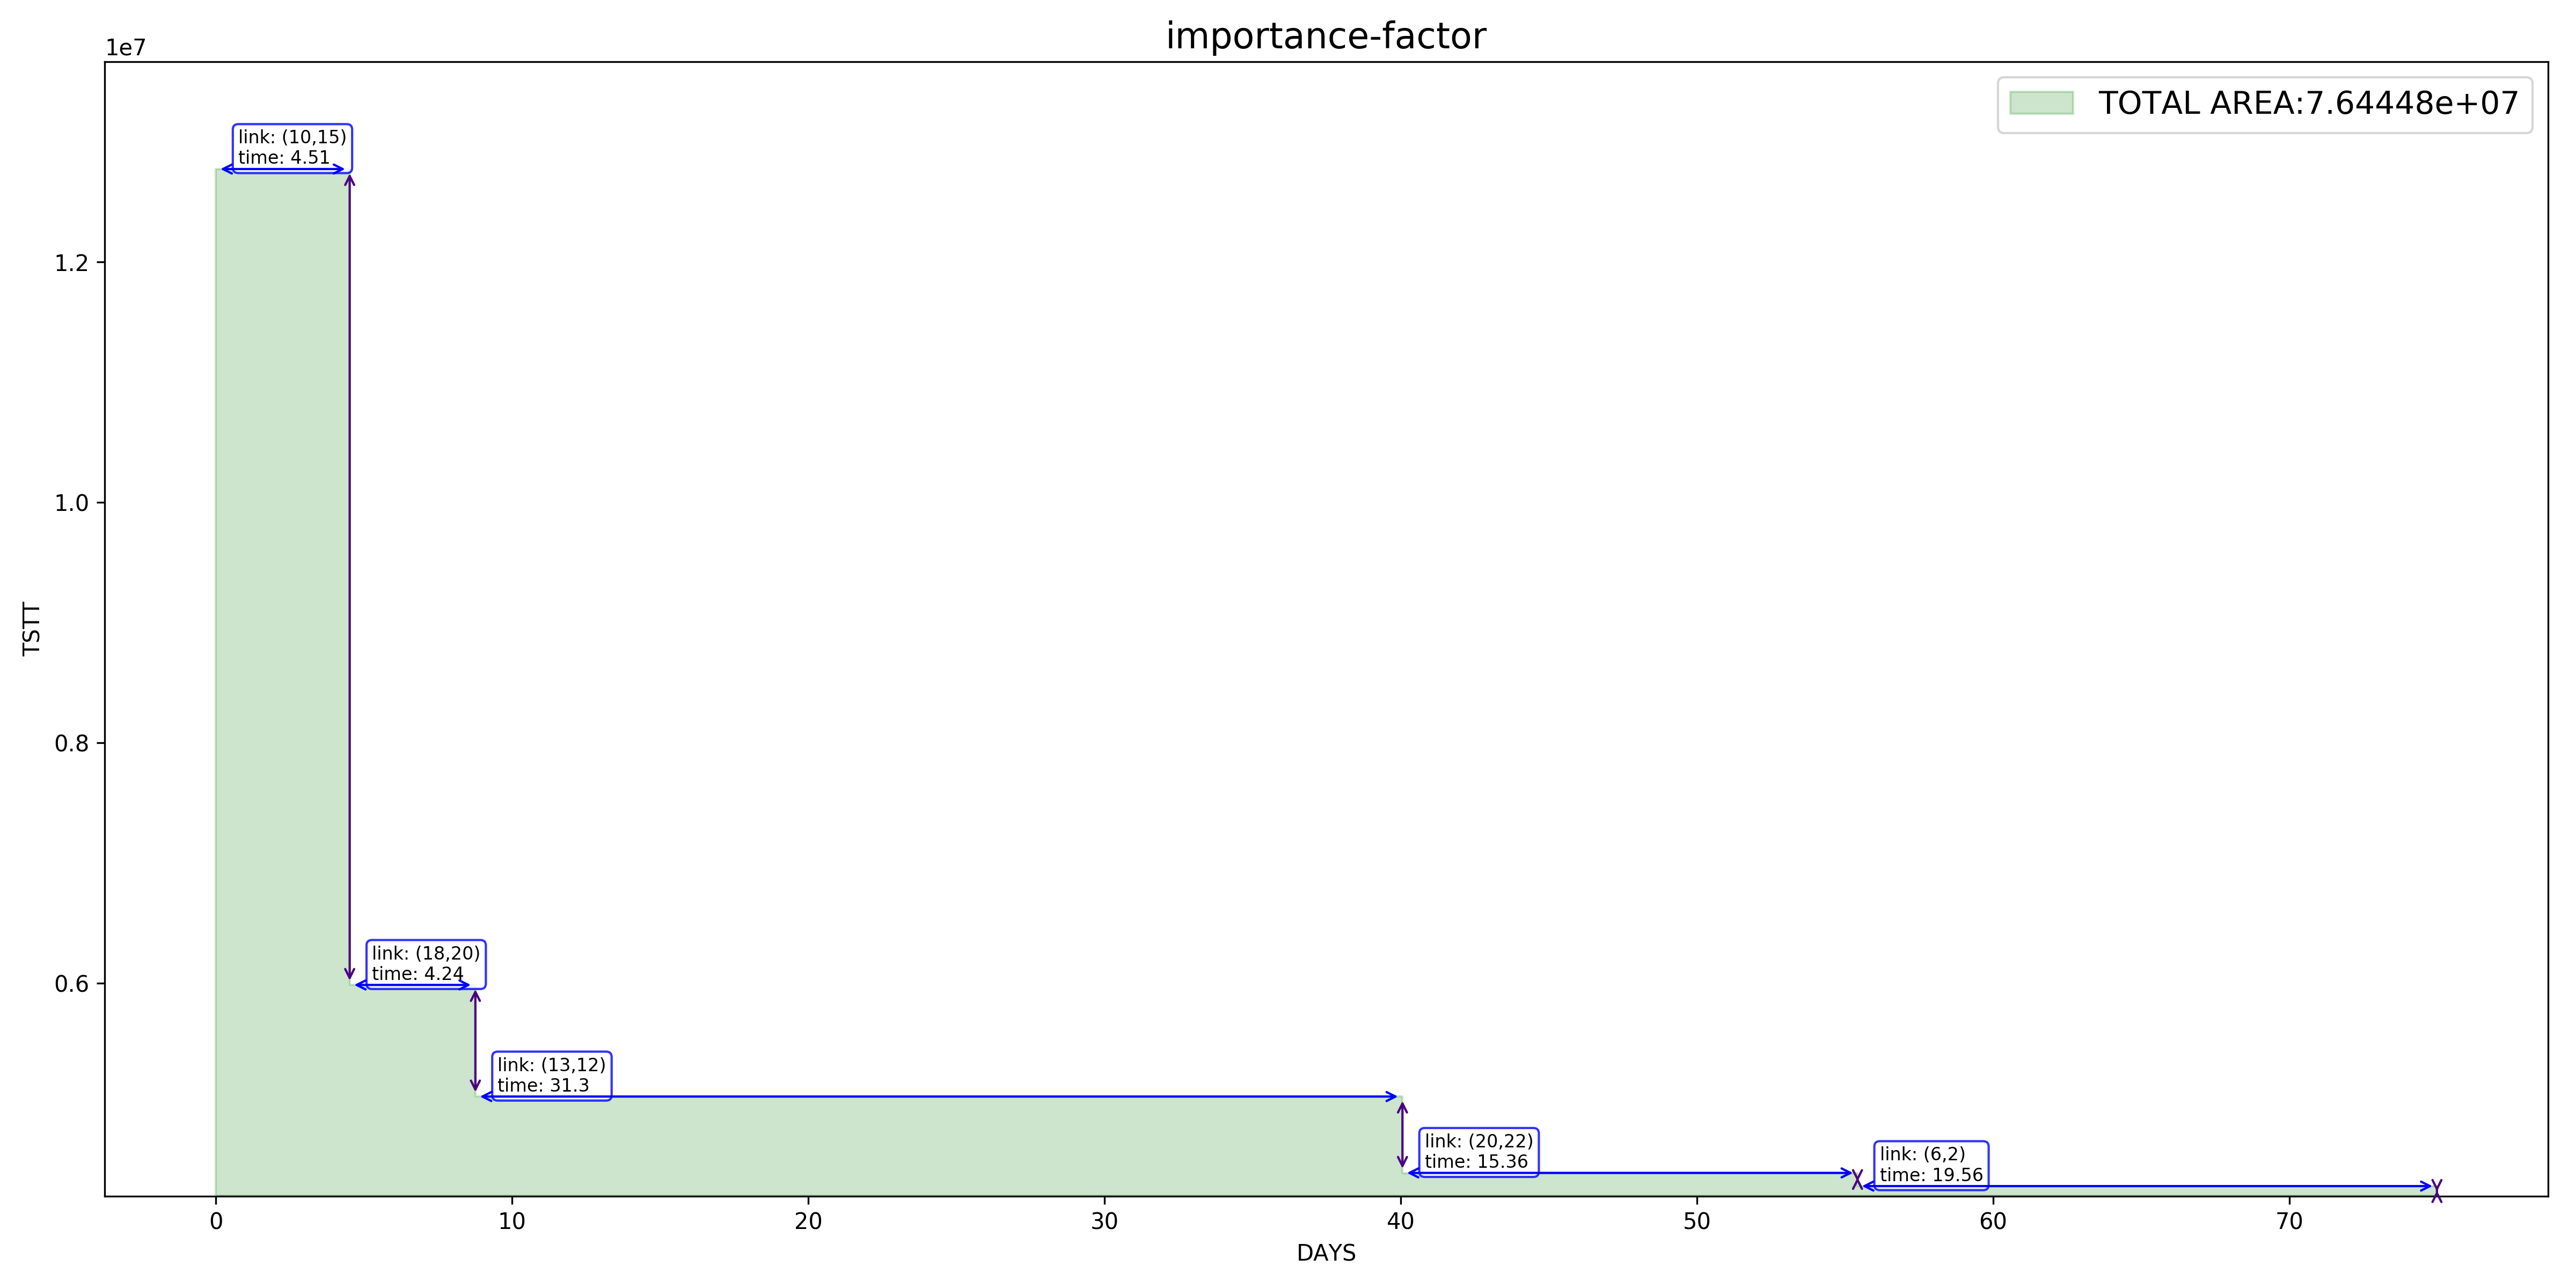 importance-factor
1e7
TOTAL AREA:7.64448e+07
link: (10,15)
time: 4.51
1.2
1.0
0.8
TSTT
link: (18,20)
time: 4.24
0.6
link: (13,12)
time: 31.3
link: (20,22)
time: 15.36
link: (6,2)
time: 19.56
0 10 20 30 40 50 60 70
DAYS